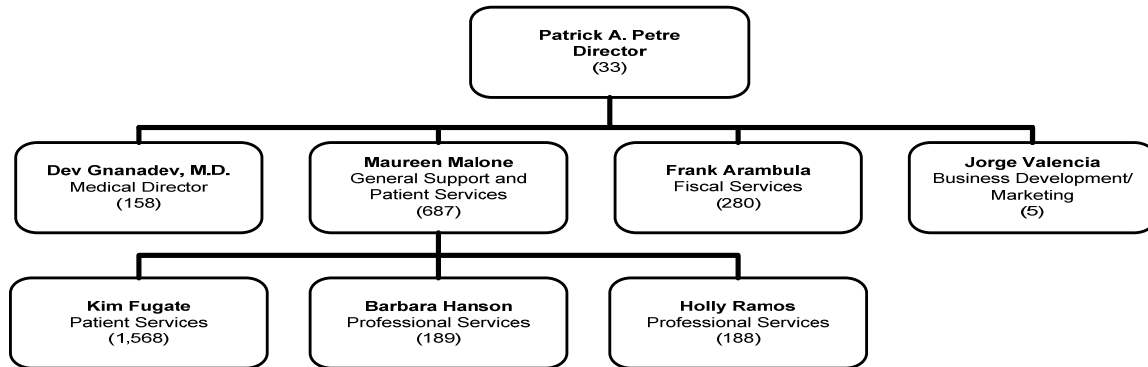 Patrick A. Petre
Director
(33)
Dev Gnanadev, M.D.
Medical Director
(158)
Maureen Malone
General Support and
Patient Services
(687)
Frank Arambula
Fiscal Services
(280)
Jorge Valencia
Business Development/
Marketing
(5)
Kim Fugate
Patient Services
(1,568)
Barbara Hanson
Professional Services
(189)
Holly Ramos
Professional Services
(188)